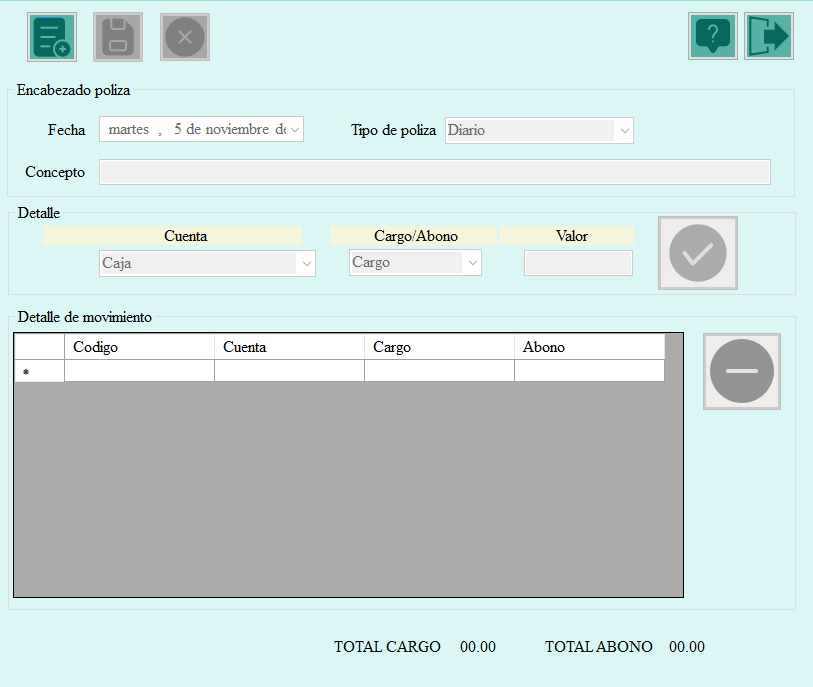 ?
Encabezado poliza
Fecha martes , 5 de noviembre de Tipo de poliza Diario
Concepto
Detalle
Cuenta Cargo/Abono Valor
Caja Cargo
Detalle de movimiento
Codigo Cuenta Cargo Abono
*
TOTAL CARGO 00.00 TOTAL ABONO 00.00